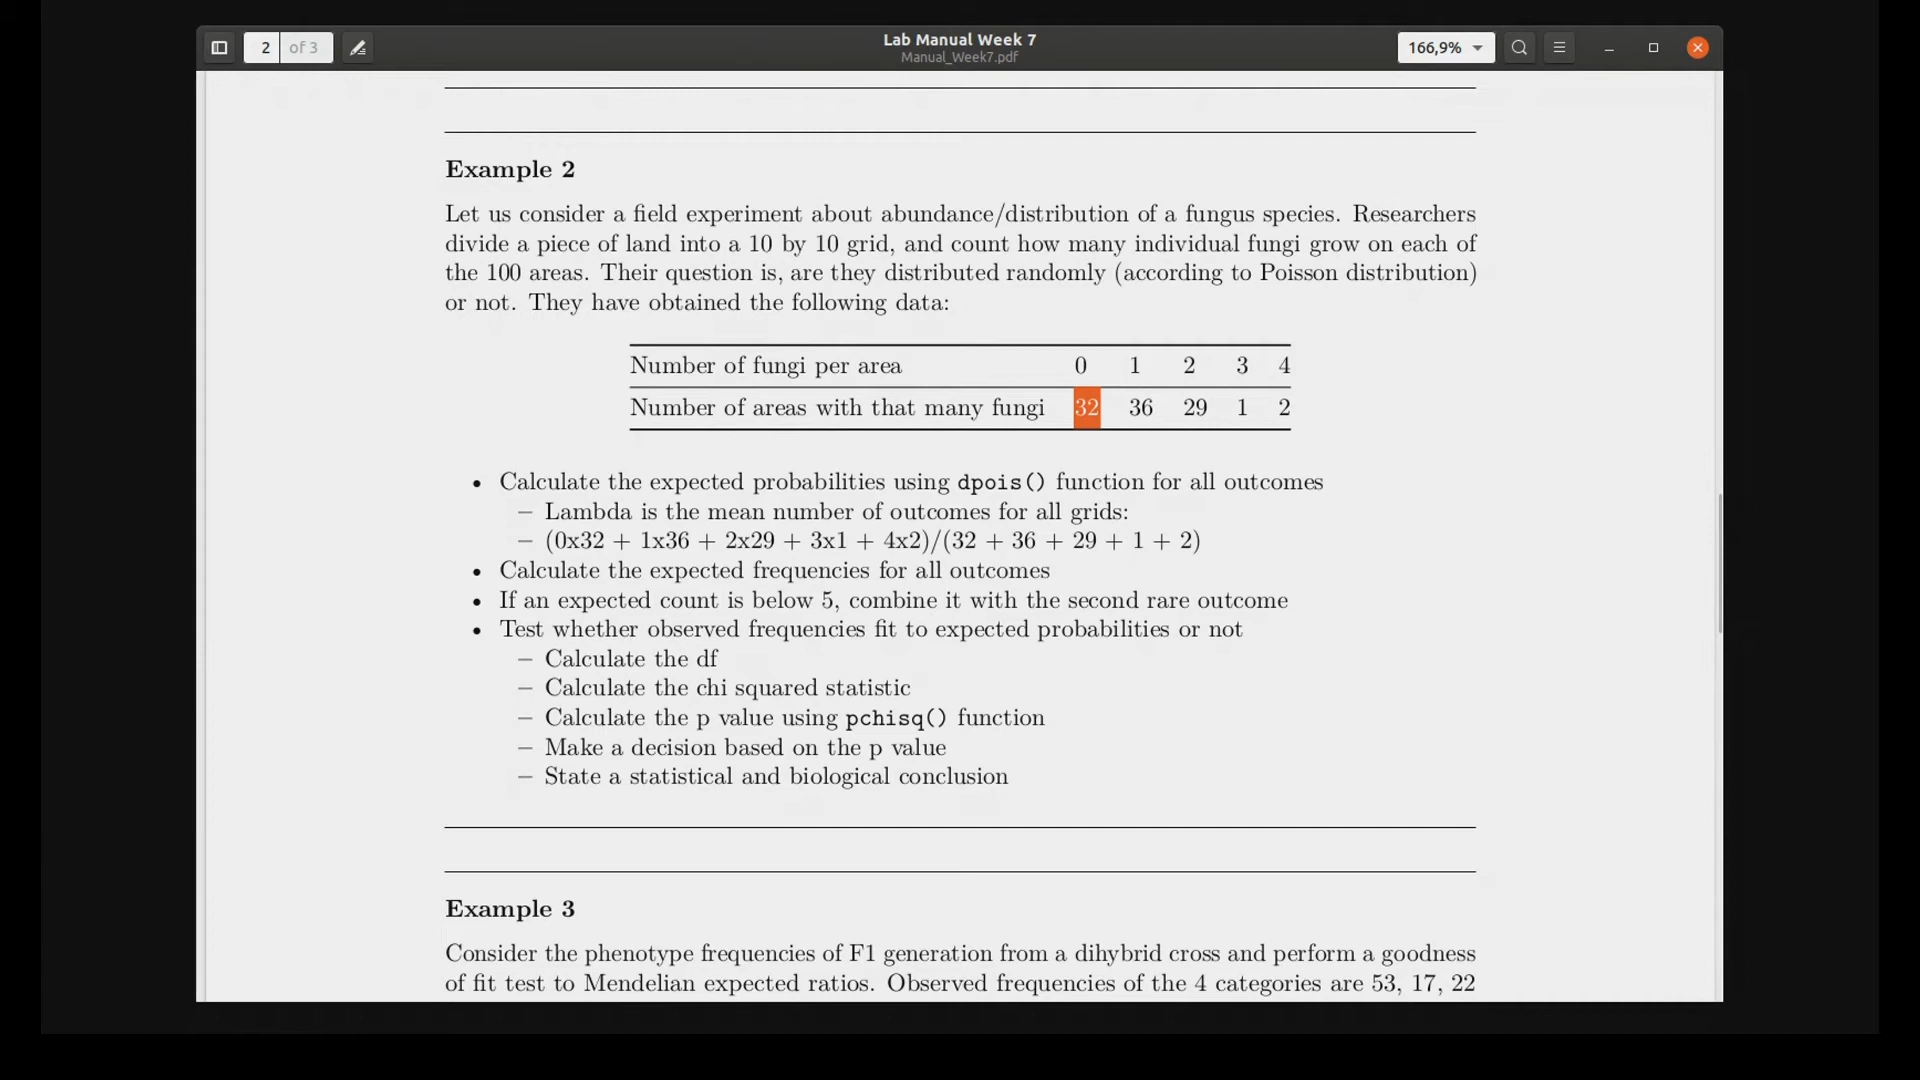 2 of 3
Lab Manual Week 7
Manual_Week7.pdf
166,9%
Example 2
Let us consider a field experiment about abundance/distribution of a fungus species. Researchers
divide a piece of land into a 10 by 10 grid, and count how many individual fungi grow on each of
the 100 areas. Their question is, are they distributed randomly (according to Poisson distribution)
or not. They have obtained the following data:
Number of fungi per area 0 1 2 3 4
Number of areas with that many fungi 32 36 29 1 2
• Calculate the expected probabilities using dpois() function for all outcomes
– Lambda is the mean number of outcomes for all grids:
– (0x32 + 1x36 + 2x29 + 3x1 + 4x2)/(32 + 36 + 29 + 1 + 2)
• Calculate the expected frequencies for all outcomes
• If an expected count is below 5, combine it with the second rare outcome
• Test whether observed frequencies fit to expected probabilities or not
– Calculate the df
– Calculate the chi squared statistic
– Calculate the p value using pchisq() function
– Make a decision based on the p value
– State a statistical and biological conclusion
Example 3
Consider the phenotype frequencies of F1 generation from a dihybrid cross and perform a goodness
of fit test to Mendelian expected ratios. Observed frequencies of the 4 categories are 53, 17, 22